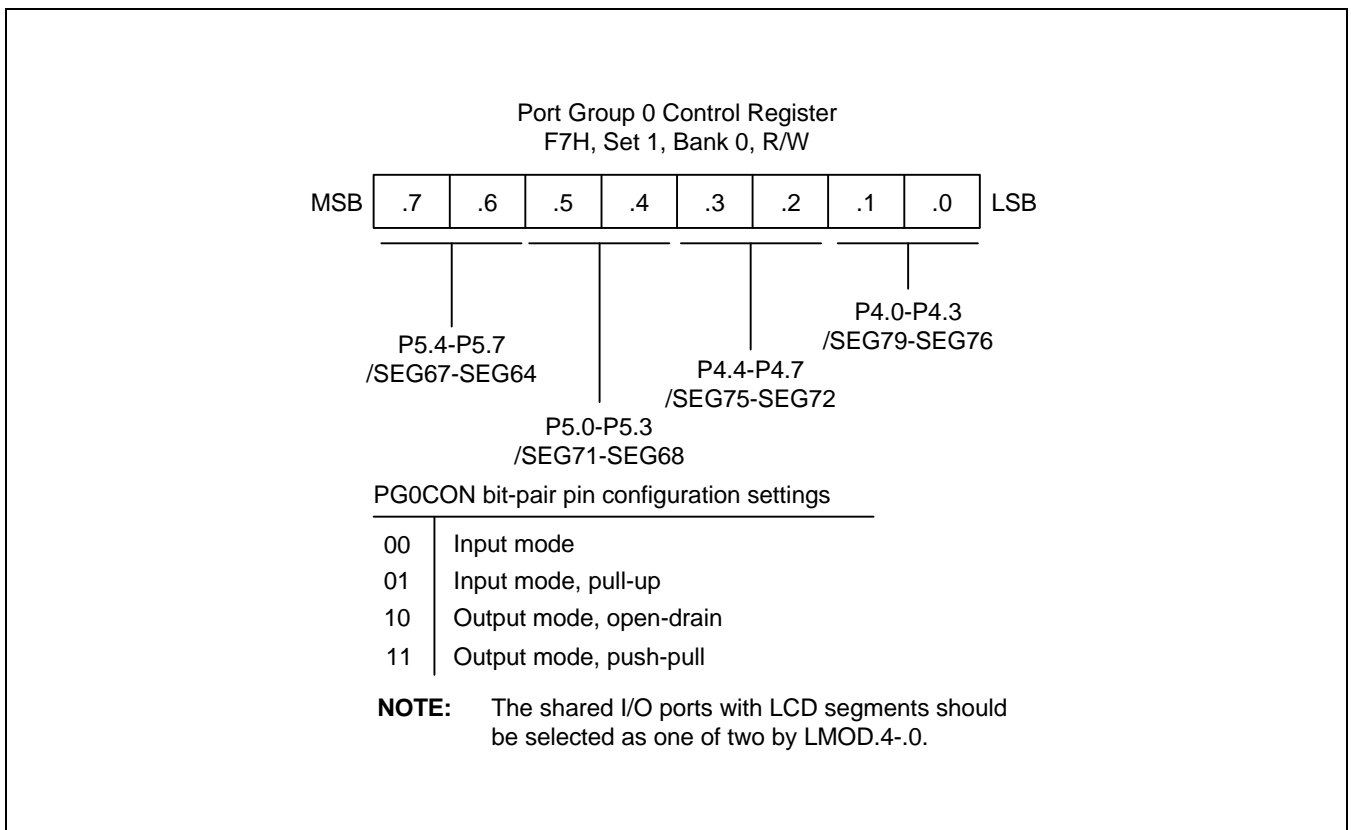 Port Group 0 Control Register
F7H, Set 1, Bank 0, R/W
MSB .7 .6 .5 .4 .3 .2 .1 .0 LSB
P5.4-P5.7
/SEG67-SEG64
P5.0-P5.3
/SEG71-SEG68
P4.4-P4.7
/SEG75-SEG72
P4.0-P4.3
/SEG79-SEG76
PG0CON bit-pair pin configuration settings
00 Input mode
01 Input mode, pull-up
10 Output mode, open-drain
11 Output mode, push-pull
NOTE: The shared I/O ports with LCD segments should
be selected as one of two by LMOD.4-.0.